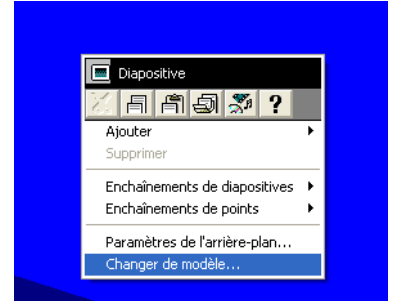 Diapositive
?
Ajouter
Supprimer
Enchaînements de diapositives
Enchaînements de points
Paramètres de l'arrière-plan...
Changer de modèle...